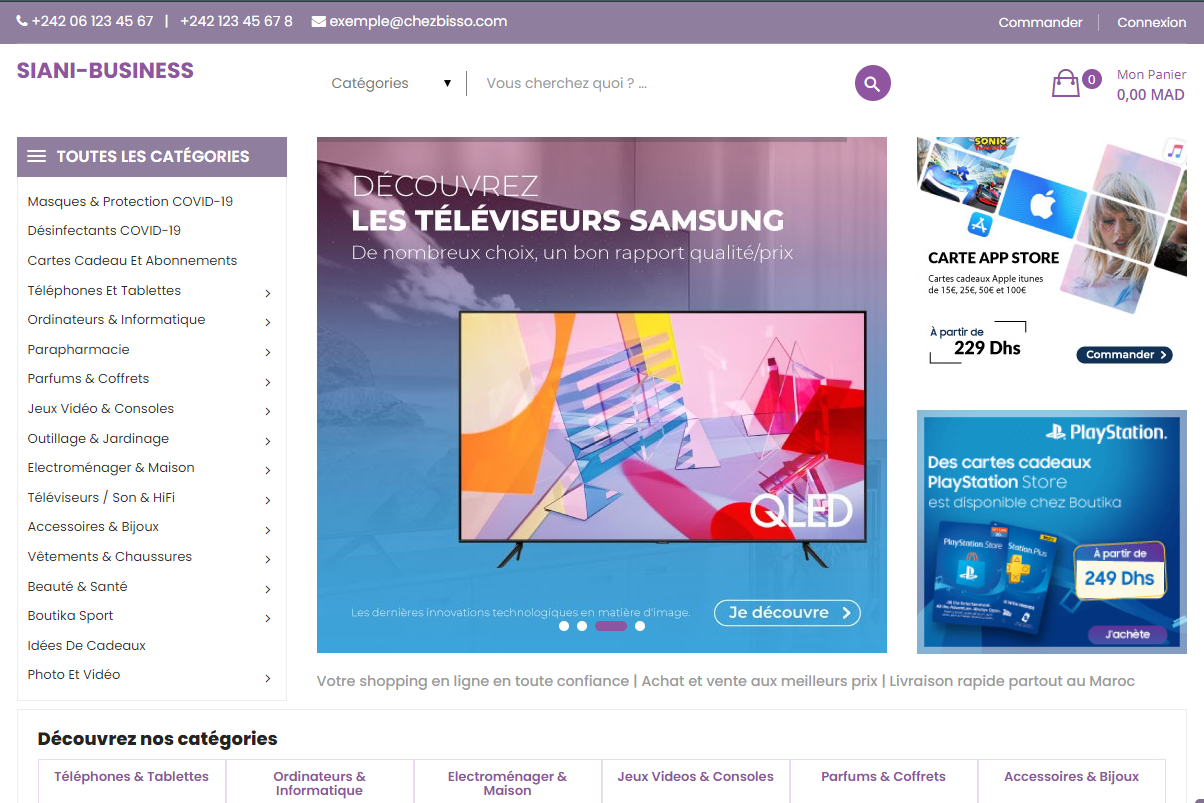 +242 06 123 45 67 | +242 123 45 67 8 exemple@chezbisso.com
Commander | Connexion
SIANI-BUSINESS
Catégories
Vous cherchez quoi ? ...
0
Mon Panier
0,00 MAD
TOUTES LES CATÉGORIES
Masques & Protection COVID-19
Désinfectants COVID-19
Cartes Cadeau Et Abonnements
Téléphones Et Tablettes
Ordinateurs & Informatique
Parapharmacie
Parfums & Coffrets
Jeux Vidéo & Consoles
Outillage & Jardinage
Electroménager & Maison
Téléviseurs / Son & HiFi
Accessoires & Bijoux
Vêtements & Chaussures
Beauté & Santé
Boutika Sport
Idées De Cadeaux
Photo Et Vidéo
DÉCOUVREZ
LES TÉLÉVISEURS SAMSUNG
De nombreux choix, un bon rapport qualité/prix
QLED
Les dernières innovations technologiques en matière d'image.
Je découvre
SONIC
CARTE APP STORE
Cartes cadeaux Apple itunes
de 15€, 25€, 50€ et 100€
À partir de
229 Dhs
Commander
PlayStation.
Des cartes cadeaux
PlayStation Store
est disponible chez Boutika
PlayStation Store
Station Plus
À partir de
249 Dhs
J'achète
Votre shopping en ligne en toute confiance | Achat et vente aux meilleurs prix | Livraison rapide partout au Maroc
Découvrez nos catégories
Téléphones & Tablettes
Ordinateurs &
Informatique
Electroménager &
Maison
Jeux Videos & Consoles
Parfums & Coffrets
Accessoires & Bijoux